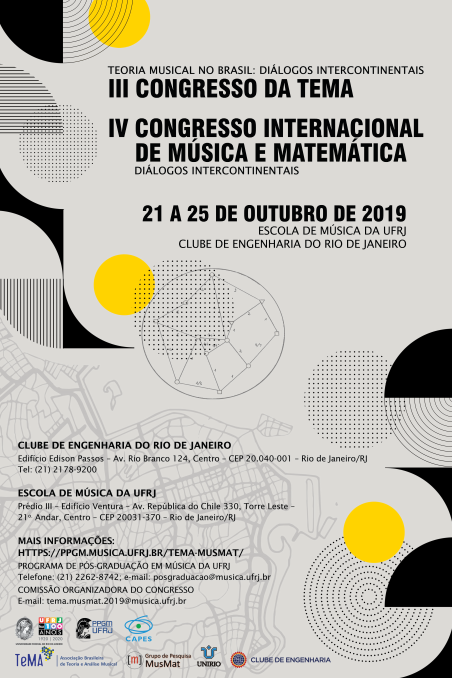 TEORIA MUSICAL NO BRASIL: DIÁLOGOS INTERCONTINENTAIS
III CONGRESSO DA TEMA
IV CONGRESSO INTERNACIONAL
DE MÚSICA E MATEMÁTICA
DIÁLOGOS INTERCONTINENTAIS
21 A 25 DE OUTUBRO DE 2019
ESCOLA DE MÚSICA DA UFRJ
CLUBE DE ENGENHARIA DO RIO DE JANEIRO
CLUBE DE ENGENHARIA DO RIO DE JANEIRO
Edifício Edison Passos – Av. Rio Branco 124, Centro – CEP 20.040-001 – Rio de Janeiro/RJ
Tel: (21) 2178-9200
ESCOLA DE MÚSICA DA UFRJ
Prédio III – Edifício Ventura – Av. República do Chile 330, Torre Leste –
21º Andar, Centro – CEP 20031-370 – Rio de Janeiro/RJ
MAIS INFORMAÇÕES:
HTTPS://PPGM.MUSICA.UFRJ.BR/TEMA-MUSMAT/
PROGRAMA DE PÓS-GRADUAÇÃO EM MÚSICA DA UFRJ
Telefone: (21) 2262-8742; e-mail: posgraduacao@musica.ufrj.br
COMISSÃO ORGANIZADORA DO CONGRESSO
E-mail: tema.musmat.2019@musica.ufrj.br
UFRJ
100
ANOS
1920 | 2020
PPGM
UFRJ
CAPES
TeMA
Associação Brasileira
de Teoria e Análise Musical
[m]
Grupo de Pesquisa
MusMat
UNIRIO
CLUBE DE ENGENHARIA